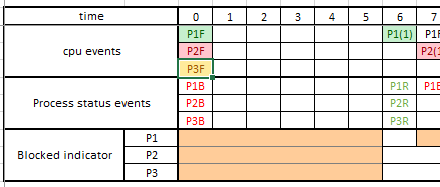 time 0 1 2 3 4 5 6 7
P1F P1(1) P1F
cpu events P2F P2(1
P3F
P1B P1R P1B
Process status events P2B P2R
P3B P3R
P1
Blocked indicator P2
P3